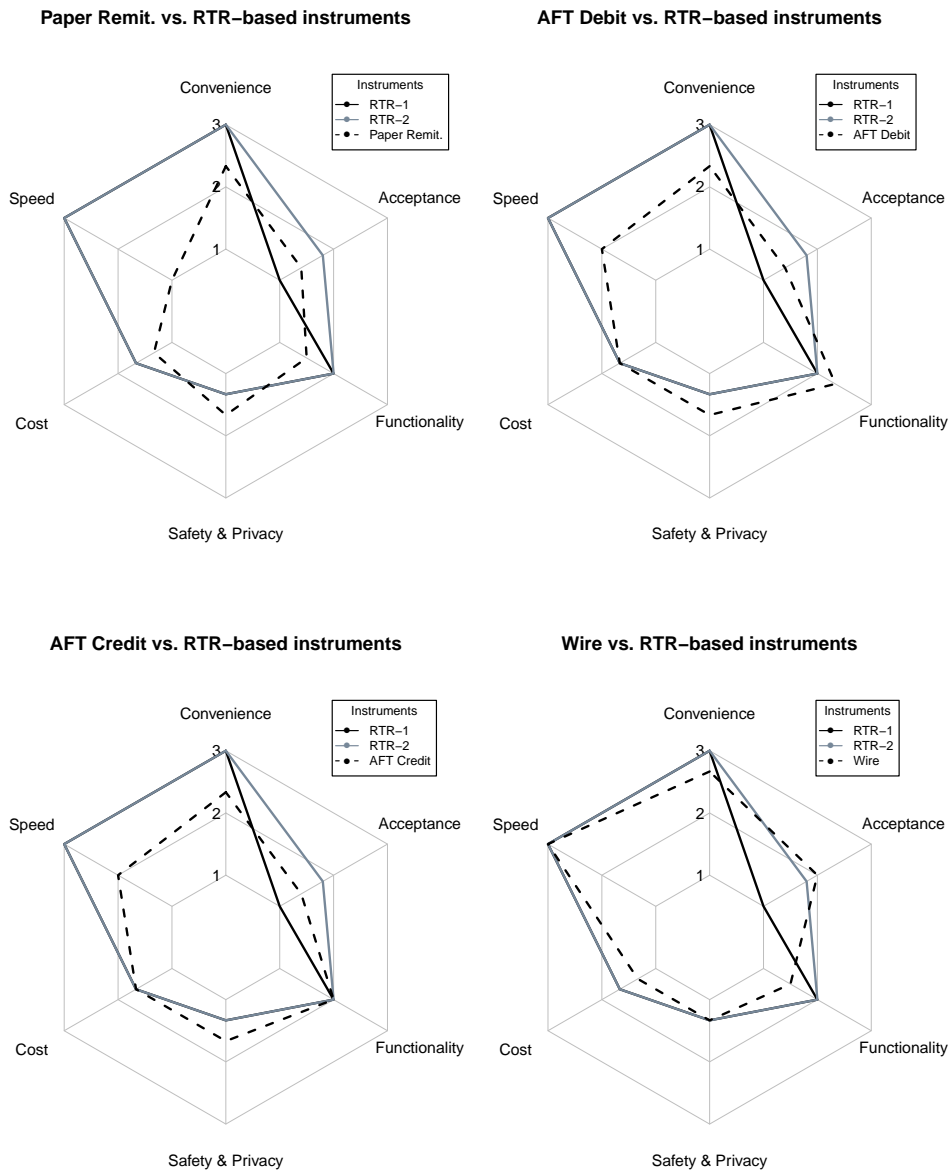 Paper Remit. vs. RTR−based instruments
Convenience
Acceptance
Functionality
Safety & Privacy
Cost
Speed
3
2
1
Instruments
RTR−1
RTR−2
Paper Remit.
AFT Debit vs. RTR−based instruments
Convenience
Acceptance
Functionality
Safety & Privacy
Cost
Speed
3
2
1
Instruments
RTR−1
RTR−2
AFT Debit
AFT Credit vs. RTR−based instruments
Convenience
Acceptance
Functionality
Safety & Privacy
Cost
Speed
3
2
1
Instruments
RTR−1
RTR−2
AFT Credit
Wire vs. RTR−based instruments
Convenience
Acceptance
Functionality
Safety & Privacy
Cost
Speed
3
2
1
Instruments
RTR−1
RTR−2
Wire